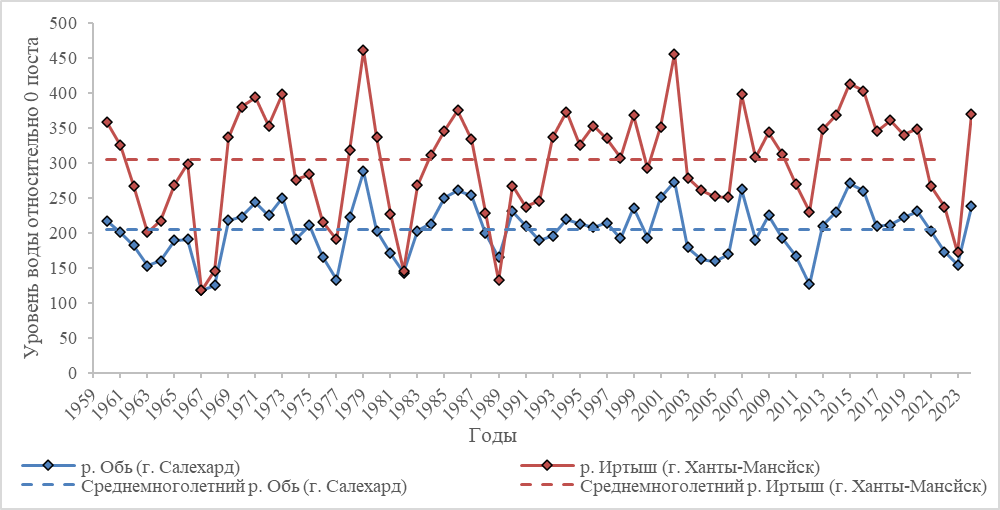 Уровень воды относительно 0 поста
500
450
400
350
300
250
200
150
100
50
0
1959 1961 1963 1965 1967 1969 1971 1973 1975 1977 1979 1981 1983 1985 1987 1989 1991 1993 1995 1997 1999 2001 2003 2005 2007 2009 2011 2013 2015 2017 2019 2021 2023
Годы
р. Обь (г. Салехард) р. Иртыш (г. Ханты-Мансйск)
Среднемноголетний р. Обь (г. Салехард) Среднемноголетний р. Иртыш (г. Ханты-Мансйск)